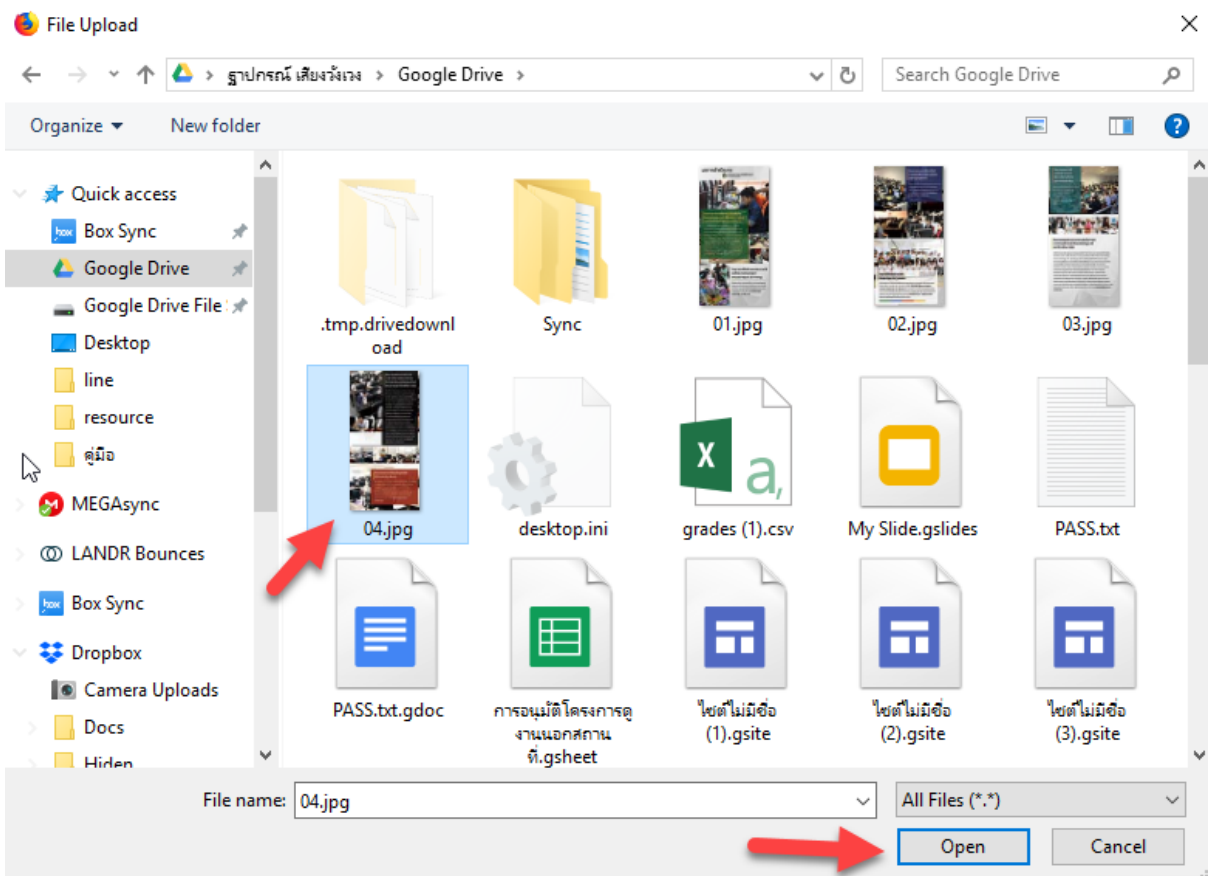 File Upload
ฐาปกรณ์ เสียงวังเวง > Google Drive >
Search Google Drive
Organize
New folder
Quick access
Box Sync
Google Drive
Google Drive File
Desktop
line
resource
คู่มือ
MEGAsync
LANDR Bounces
Box Sync
Dropbox
Camera Uploads
Docs
Hiden
.tmp.drivedownl
oad
Sync
01.jpg
02.jpg
03.jpg
04.jpg
desktop.ini
grades (1).csv
My Slide.gslides
PASS.txt
PASS.txt.gdoc
การอนุมัติโครงการดู
งานนอกสถาน
ที่.gsheet
ไซต์ไม่มีชื่อ
(1).gsite
ไซต์ไม่มีชื่อ
(2).gsite
ไซต์ไม่มีชื่อ
(3).gsite
File name:
04.jpg
All Files (*.*)
Open
Cancel